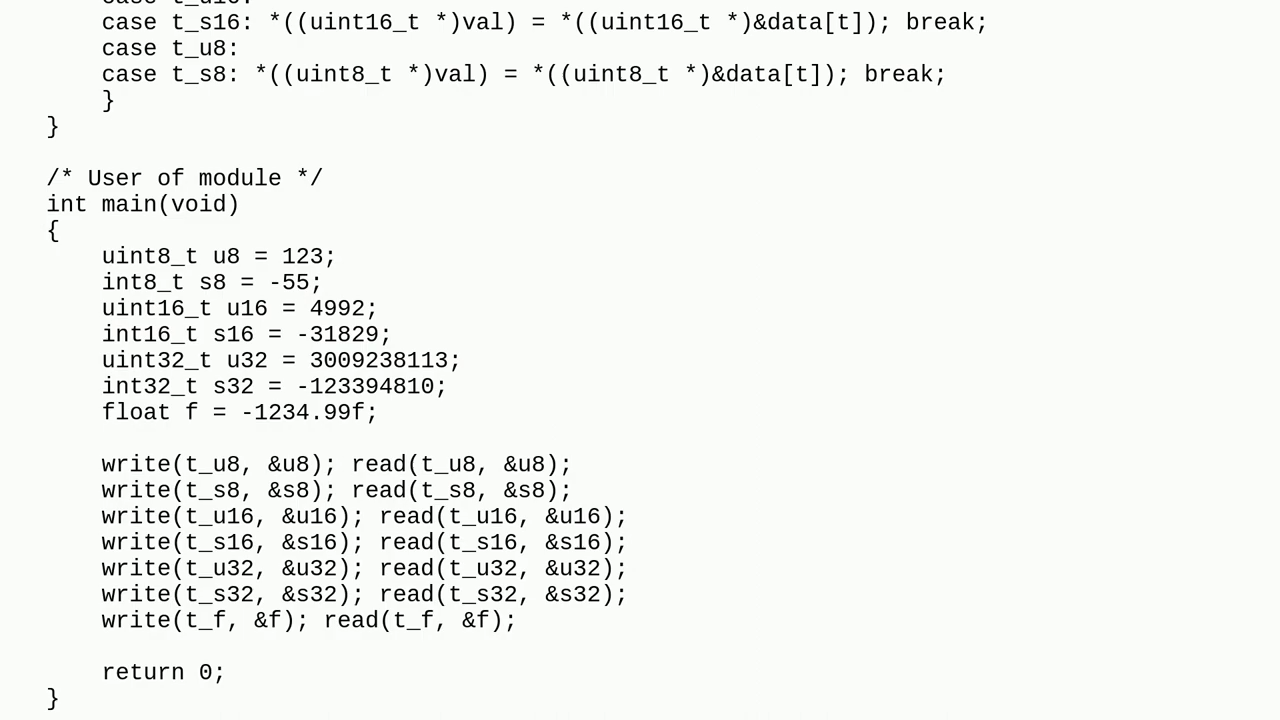 case t_u16:
case t_s16: *((uint16_t *)val) = *((uint16_t *)&data[t]); break;
case t_u8:
case t_s8: *((uint8_t *)val) = *((uint8_t *)&data[t]); break;
}
}
/* User of module */
int main(void)
{
uint8_t u8 = 123;
int8_t s8 = -55;
uint16_t u16 = 4992;
int16_t s16 = -31829;
uint32_t u32 = 3009238113;
int32_t s32 = -123394810;
float f = -1234.99f;
write(t_u8, &u8); read(t_u8, &u8);
write(t_s8, &s8); read(t_s8, &s8);
write(t_u16, &u16); read(t_u16, &u16);
write(t_s16, &s16); read(t_s16, &s16);
write(t_u32, &u32); read(t_u32, &u32);
write(t_s32, &s32); read(t_s32, &s32);
write(t_f, &f); read(t_f, &f);
return 0;
}